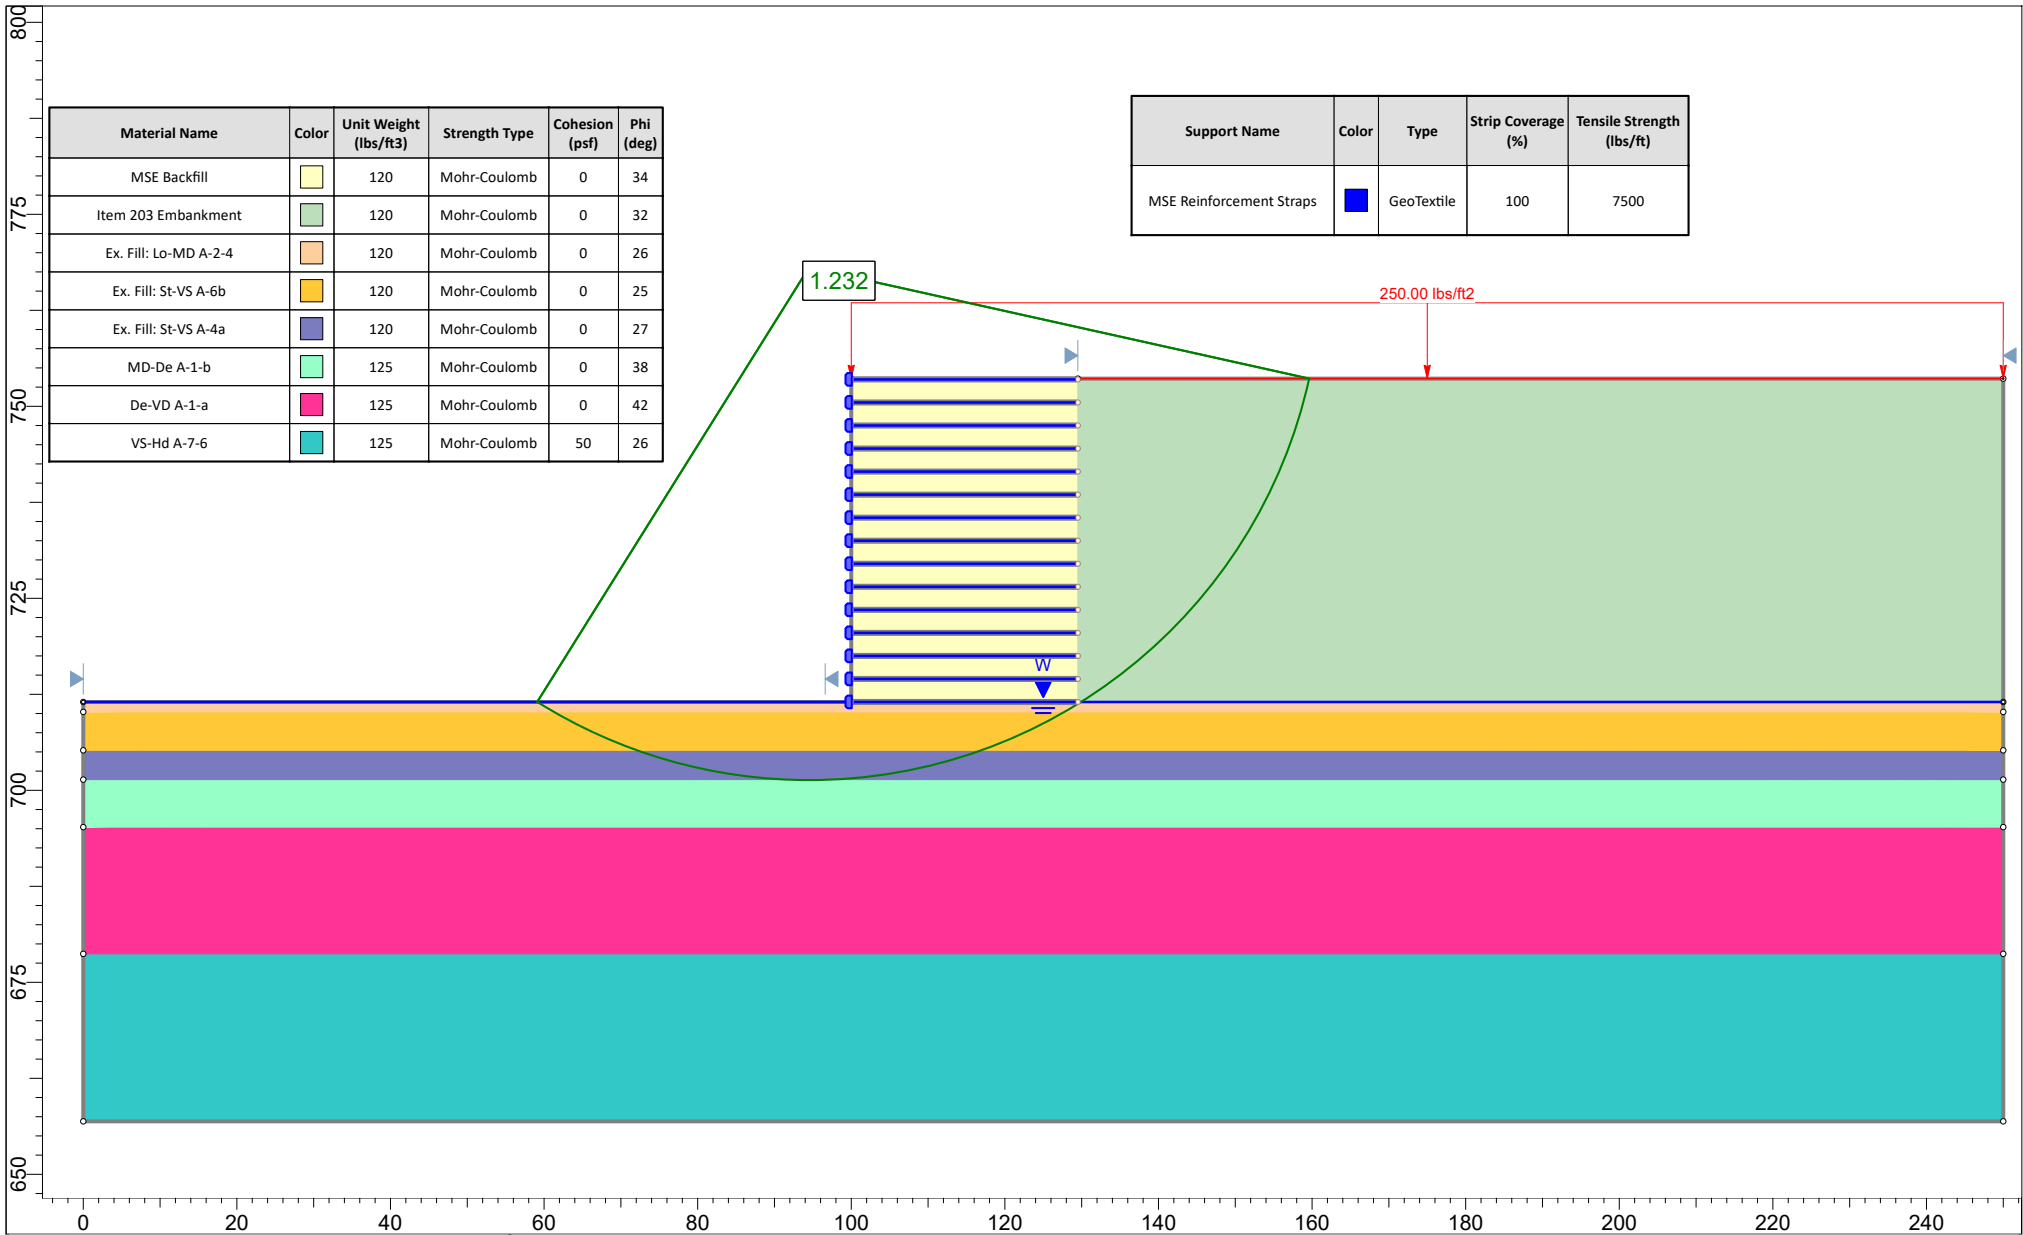 800
775
750
725
700
675
650
Material Name Color Unit Weight (lbs/ft3) Strength Type Cohesion (psf) Phi (deg)
MSE Backfill 120 Mohr-Coulomb 0 34
Item 203 Embankment 120 Mohr-Coulomb 0 32
Ex. Fill: Lo-MD A-2-4 120 Mohr-Coulomb 0 26
Ex. Fill: St-VS A-6b 120 Mohr-Coulomb 0 25
Ex. Fill: St-VS A-4a 120 Mohr-Coulomb 0 27
MD-De A-1-b 125 Mohr-Coulomb 0 38
De-VD A-1-a 125 Mohr-Coulomb 0 42
VS-Hd A-7-6 125 Mohr-Coulomb 50 26
Support Name Color Type Strip Coverage (%) Tensile Strength (lbs/ft)
MSE Reinforcement Straps GeoTextile 100 7500
1.232
250.00 lbs/ft2
W
0 20 40 60 80 100 120 140 160 180 200 220 240